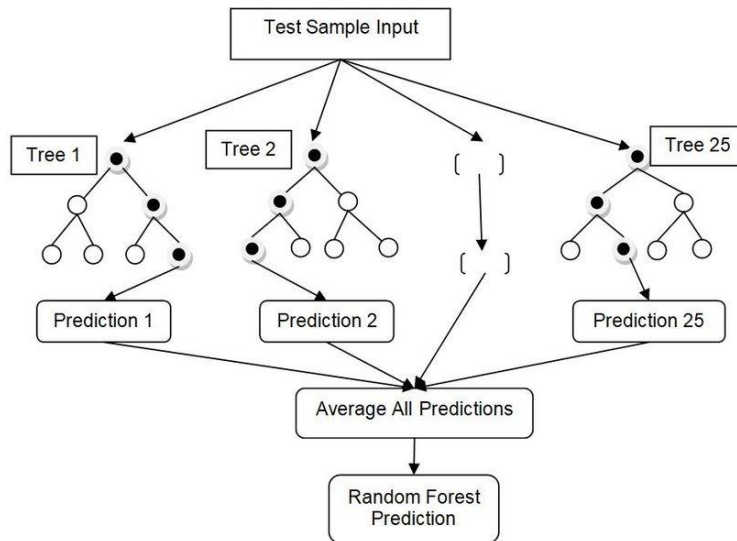 Test Sample Input
Tree 1
Tree 2
Tree 25
Prediction 1
Prediction 2
Prediction 25
Average All Predictions
Random Forest
Prediction